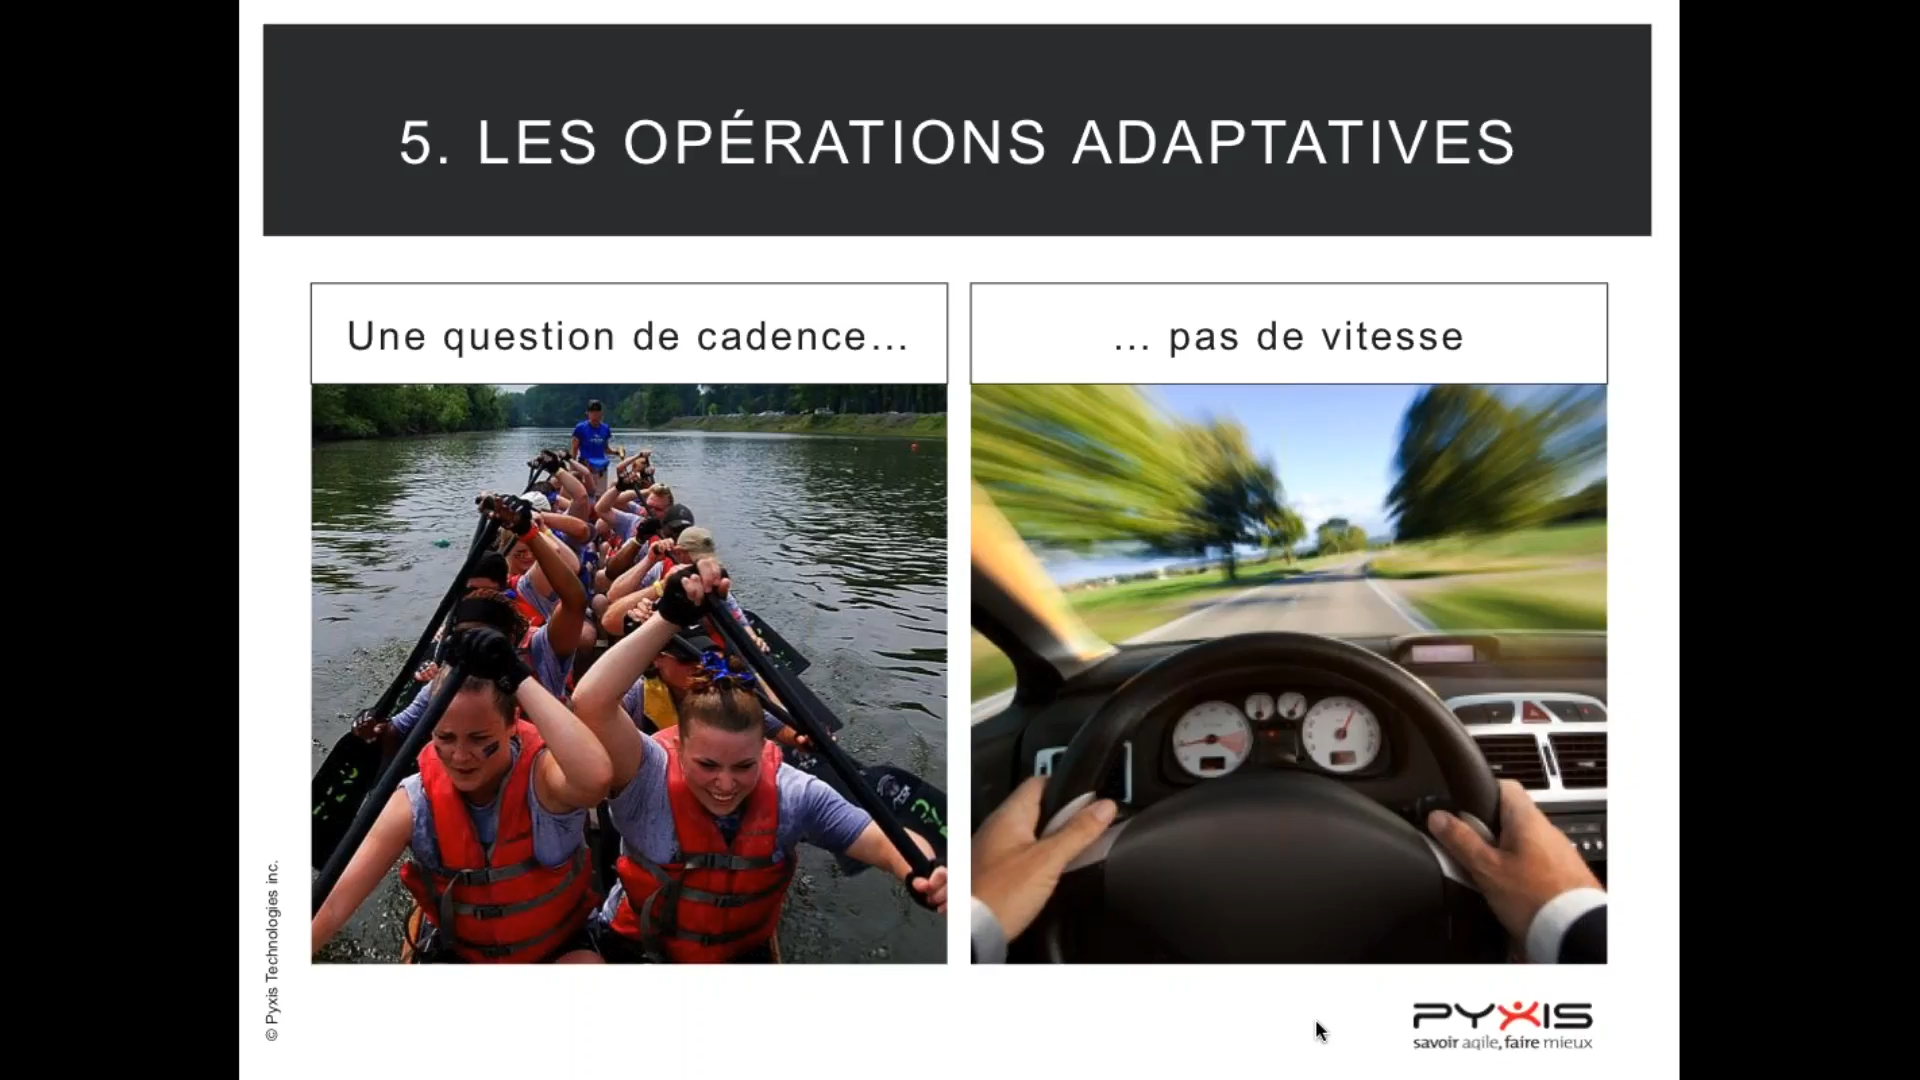 5. LES OPÉRATIONS ADAPTATIVES
Une question de cadence...
... pas de vitesse
© Pyxis Technologies inc.
PYXIS
savoir agile, faire mieux